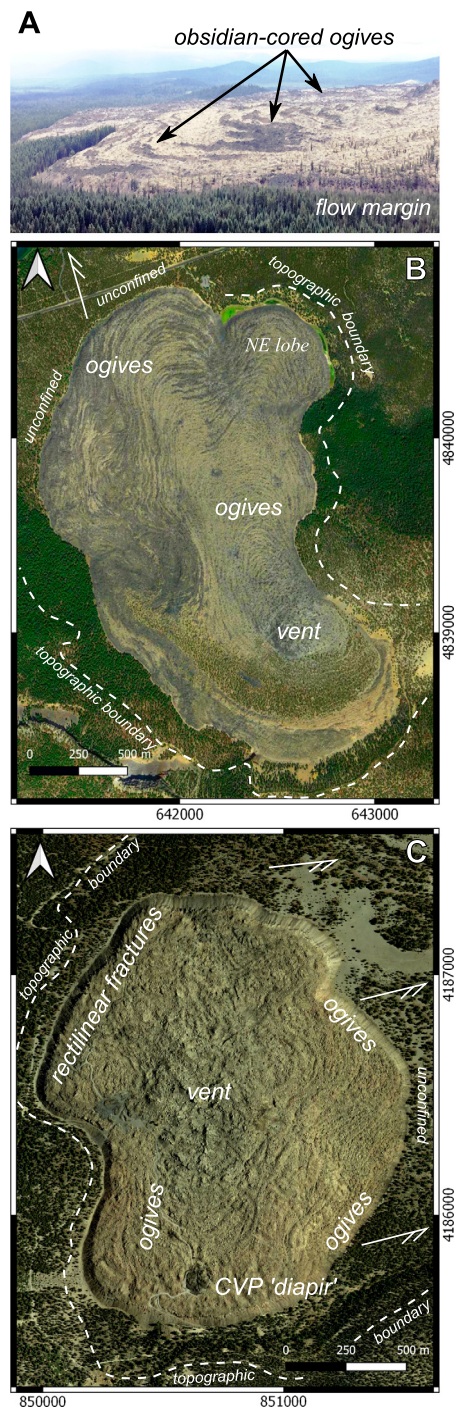 A
obsidian-cored ogives
flow margin
B
unconfined
topographic
boundary
NE lobe
ogives
unconfined
4840000
ogives
vent
4839000
topographic boundary
0 250 500 m
642000 643000
C
boundary
topographic
rectilinear fractures
4187000
ogives
vent
unconfined
ogives
ogives
4186000
CVP 'diapir'
boundary
0 250 500 m
topographic
850000 851000